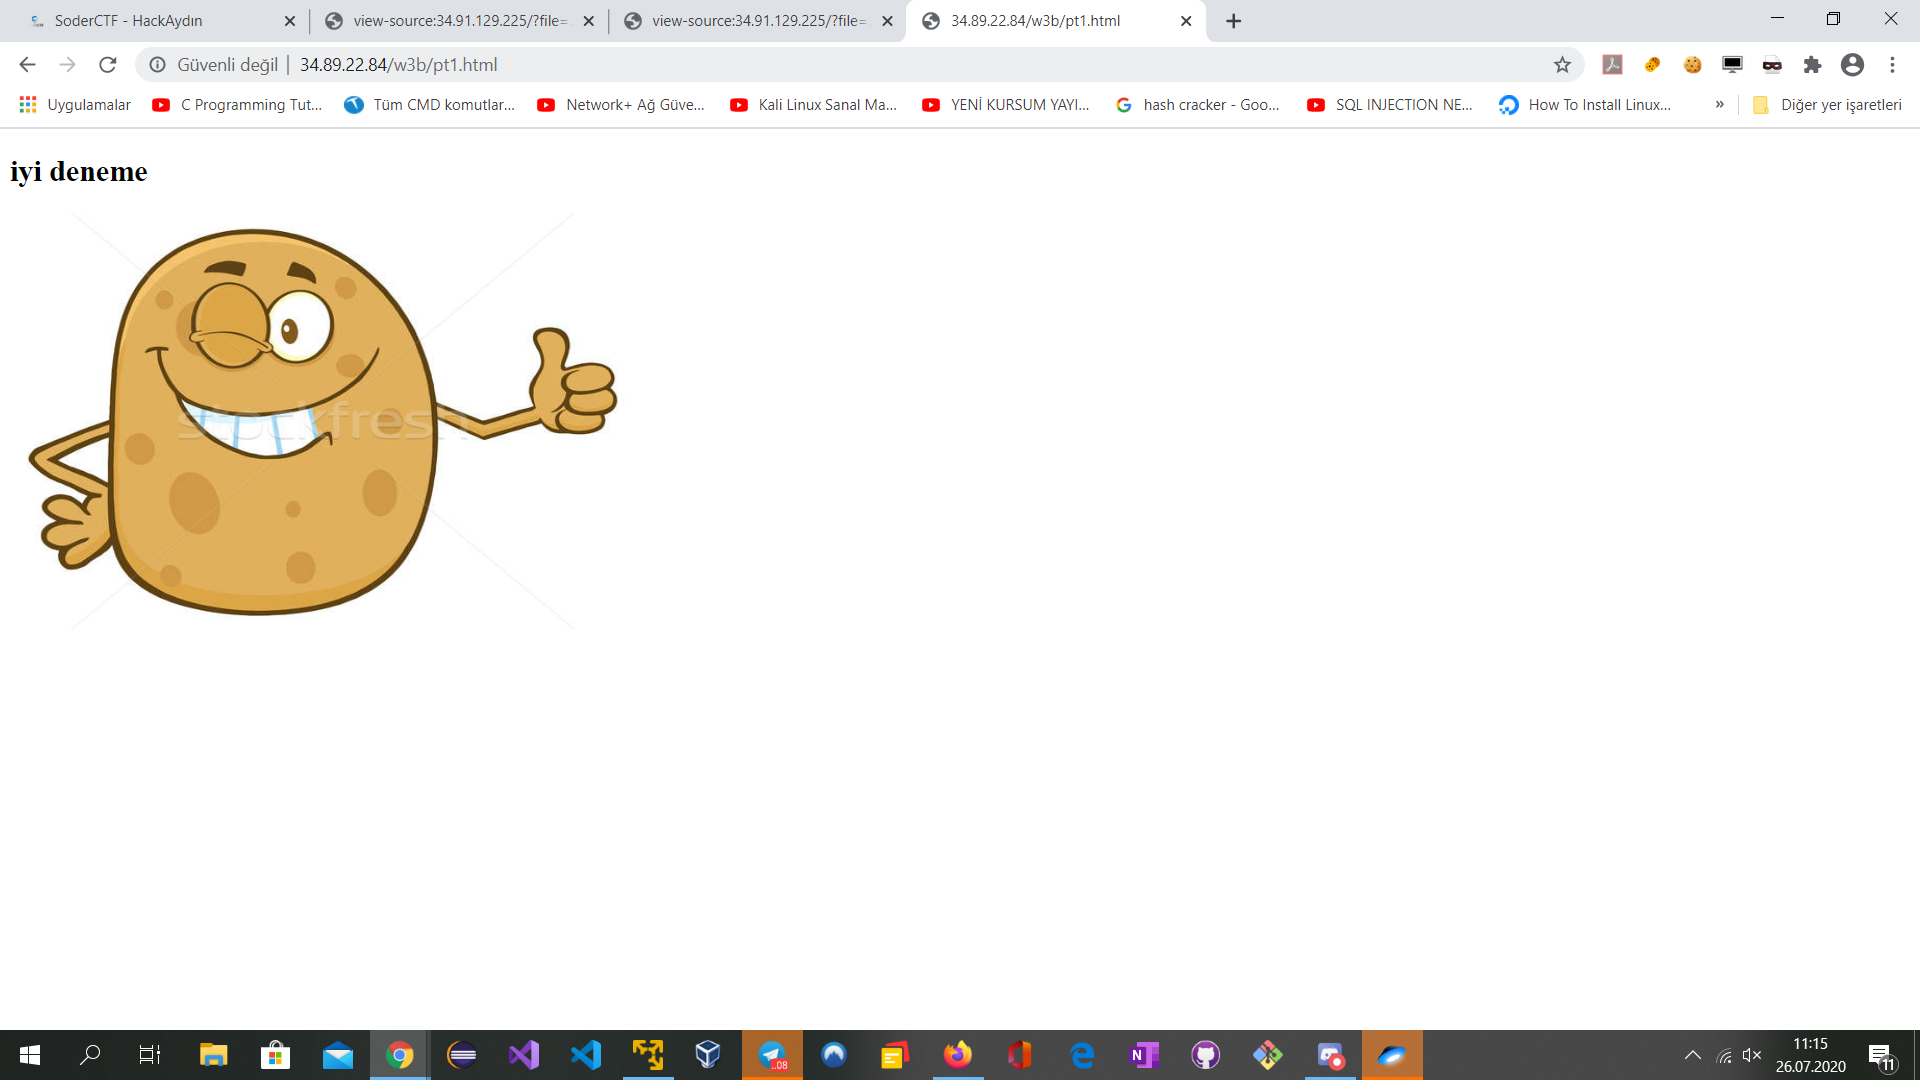 SoderCTF - HackAydın
view-source:34.91.129.225/?file=
view-source:34.91.129.225/?file=
34.89.22.84/w3b/pt1.html
Güvenli değil | 34.89.22.84/w3b/pt1.html
Uygulamalar
C Programming Tut...
Tüm CMD komutlar...
Network+ Ağ Güve...
Kali Linux Sanal Ma...
YENİ KURSUM YAYI...
hash cracker - Goo...
SQL INJECTION NE...
How To Install Linux...
»
Diğer yer işaretleri
iyi deneme
stockfresh
..08
11:15
26.07.2020
11